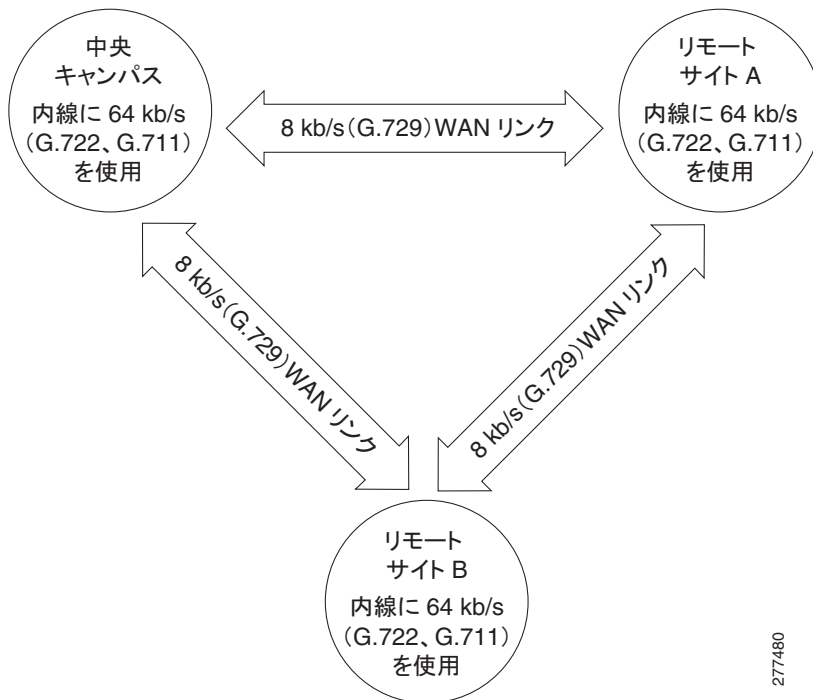 中央
キャンパス
内線に 64 kb/s
(G.722、G.711)
を使用
8 kb/s(G.729)WAN リンク
リモート
サイト A
内線に 64 kb/s
(G.722、G.711)
を使用
8 kb/s(G.729)WAN リンク
8 kb/s(G.729)WAN リンク
リモート
サイト B
内線に 64 kb/s
(G.722、G.711)
を使用
277480